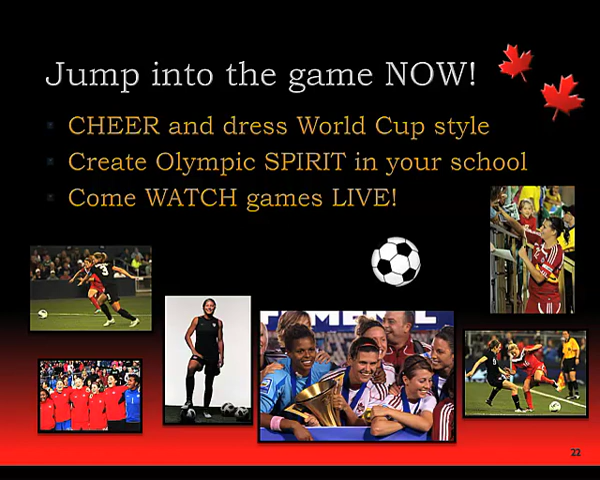 Jump into the game NOW!
CHEER and dress World Cup style
Create Olympic SPIRIT in your school
Come WATCH games LIVE!
22